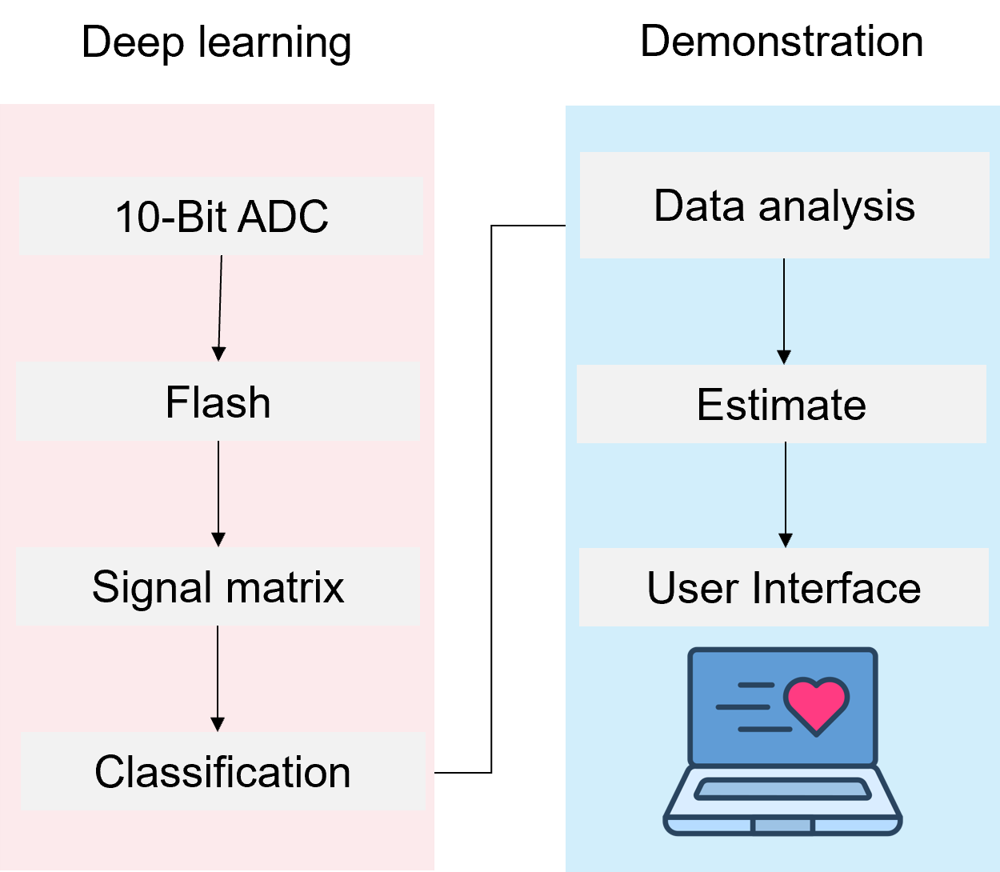 Deep learning
10-Bit ADC
Flash
Signal matrix
Classification
Demonstration
Data analysis
Estimate
User Interface